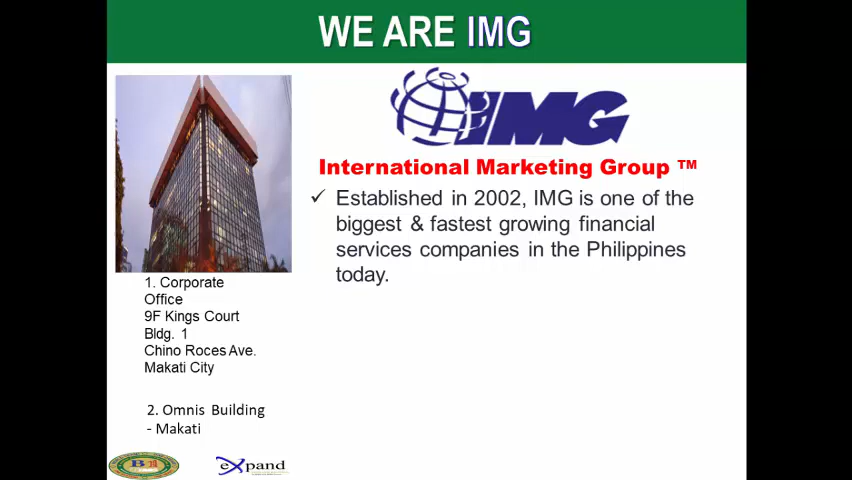 WE ARE IMG
IMG
International Marketing Group ™
✓ Established in 2002, IMG is one of the
biggest & fastest growing financial
services companies in the Philippines
today.
1. Corporate
Office
9F Kings Court
Bldg. 1
Chino Roces Ave.
Makati City
2. Omnis Building
- Makati
eXpand